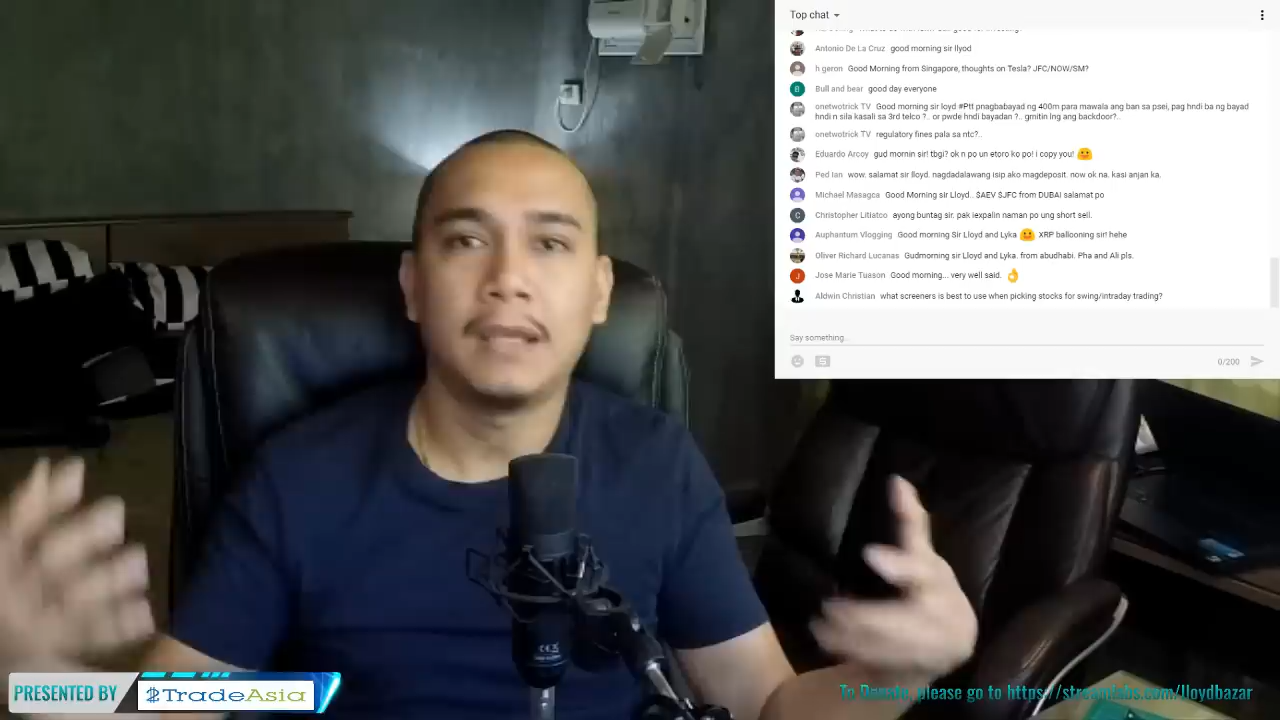 Top chat
Antonio De La Cruz good morning sir llyod
h geron Good Morning from Singapore, thoughts on Tesla? JFC/NOW/SM?
Bull and bear good day everyone
onetwotrick TV Good morning sir loyd #Ptt pnagbabayad ng 400m para mawala ang ban sa psei, pag hndi ba ng bayad
hndi n sila kasali sa 3rd telco ?.. or pwde hndi bayadan ?.. gmitin lng ang backdoor?..
onetwotrick TV regulatory fines pala sa ntc?..
Eduardo Arcoy gud mornin sir! tbgi? ok n po un etoro ko po! i copy you!
Ped Ian wow. salamat sir lloyd. nagdadalawang isip ako magdeposit. now ok na. kasi anjan ka.
Michael Masagca Good Morning sir Lloyd.. $AEV $JFC from DUBAI salamat po
Christopher Litiatco ayong buntag sir. pak iexpalin naman po ung short sell.
Auphantum Vlogging Good morning Sir Lloyd and Lyka XRP ballooning sir! hehe
Oliver Richard Lucanas Gudmorning sir Lloyd and Lyka. from abudhabi. Pha and Ali pls.
J Jose Marie Tuason Good morning... very well said.
Aldwin Christian what screeners is best to use when picking stocks for swing/intraday trading?
Say something...
0/200
PRESENTED BY $TradeAsia
To Donate, please go to https://streamlabs.com/lloydbazar